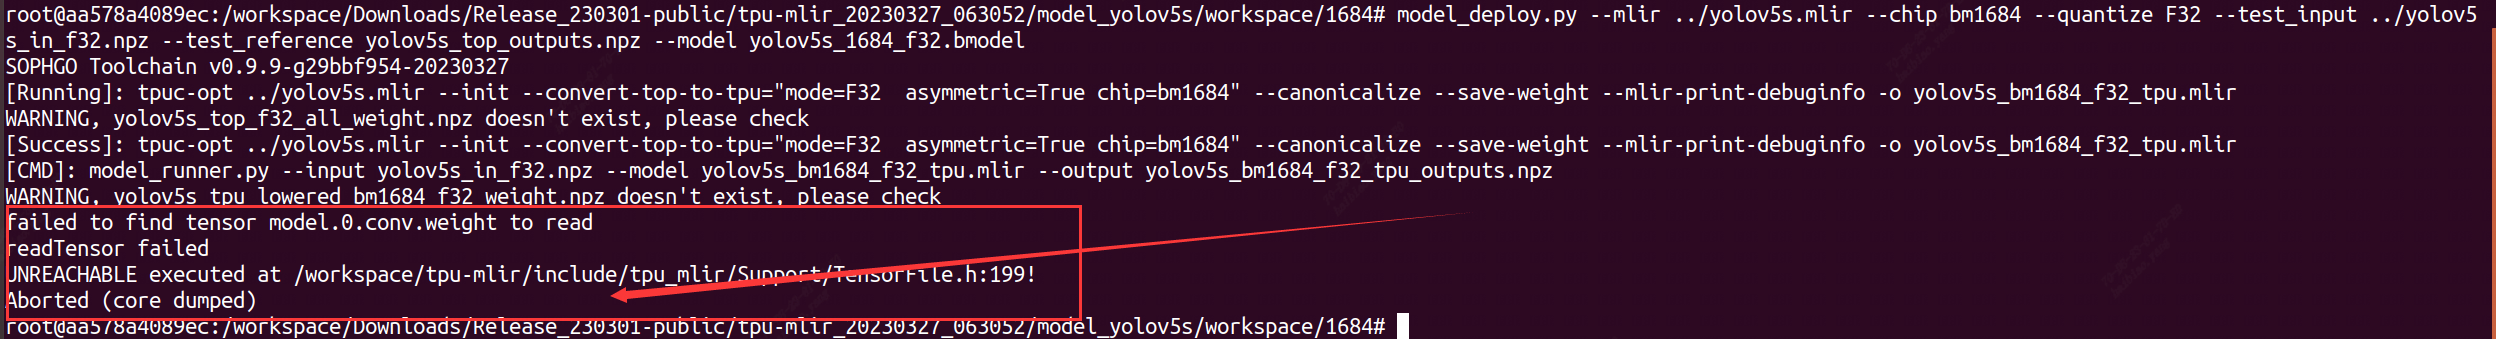 root@aa578a4089ec:/workspace/Downloads/Release_230301-public/tpu-mlir_20230327_063052/model_yolov5s/workspace/1684# model_deploy.py --mlir ../yolov5s.mlir --chip bm1684 --quantize F32 --test_input ../yolov5
s_in_f32.npz --test_reference yolov5s_top_outputs.npz --model yolov5s_1684_f32.bmodel
SOPHGO Toolchain v0.9.9-g29bbf954-20230327
[Running]: tpuc-opt ../yolov5s.mlir --init --convert-top-to-tpu="mode=F32  asymmetric=True chip=bm1684" --canonicalize --save-weight --mlir-print-debuginfo -o yolov5s_bm1684_f32_tpu.mlir
WARNING, yolov5s_top_f32_all_weight.npz doesn't exist, please check
[Success]: tpuc-opt ../yolov5s.mlir --init --convert-top-to-tpu="mode=F32  asymmetric=True chip=bm1684" --canonicalize --save-weight --mlir-print-debuginfo -o yolov5s_bm1684_f32_tpu.mlir
[CMD]: model_runner.py --input yolov5s_in_f32.npz --model yolov5s_bm1684_f32_tpu.mlir --output yolov5s_bm1684_f32_tpu_outputs.npz
WARNING, yolov5s_tpu_lowered_bm1684_f32_weight.npz doesn't exist, please check
failed to find tensor model.0.conv.weight to read
readTensor failed
UNREACHABLE executed at /workspace/tpu-mlir/include/tpu_mlir/Support/TensorFile.h:199!
Aborted (core dumped)
root@aa578a4089ec:/workspace/Downloads/Release_230301-public/tpu-mlir_20230327_063052/model_yolov5s/workspace/1684#